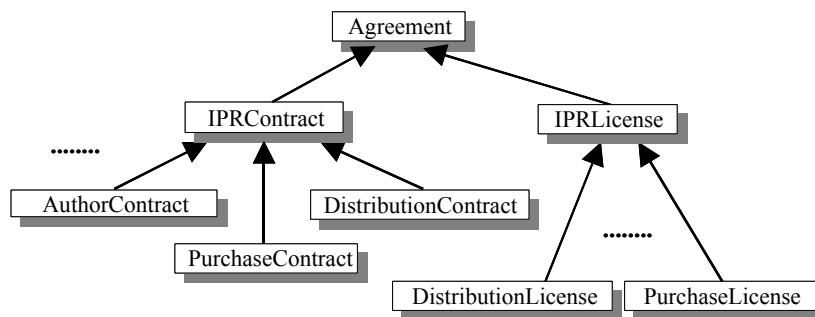 Agreement
IPRContract
IPRLicense
........
AuthorContract
DistributionContract
PurchaseContract
........
DistributionLicense
PurchaseLicense